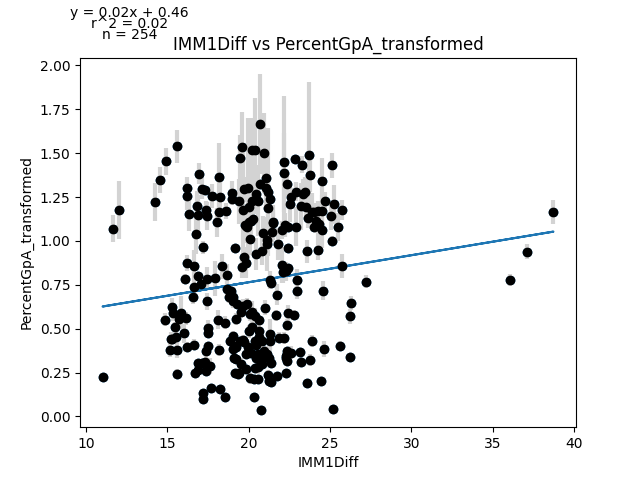 y = 0.02x + 0.46
r^2 = 0.02
n = 254
IMM1Diff vs PercentGpA_transformed
2.00
1.75
1.50
1.25
1.00
0.75
0.50
0.25
0.00
PercentGpA_transformed
10 15 20 25 30 35 40
IMM1Diff